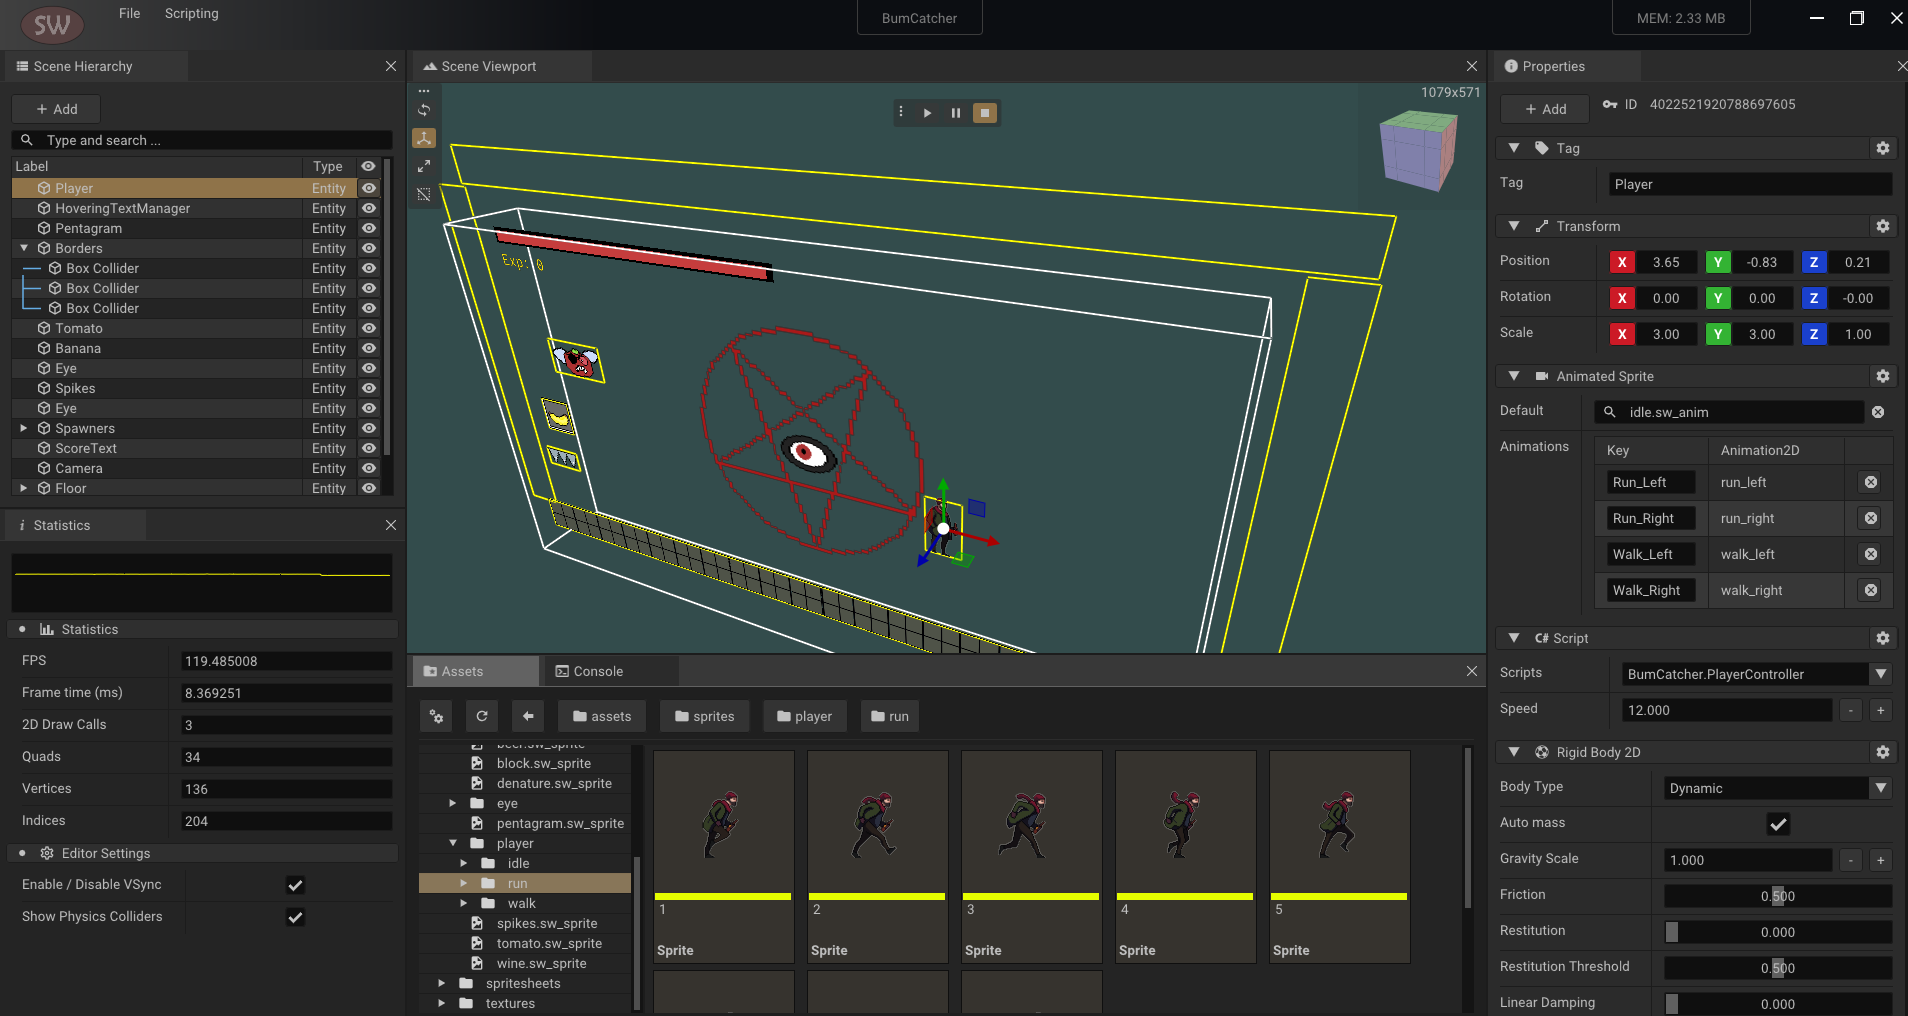 SW
File
Scripting
BumCatcher
MEM: 2.33 MB
Scene Hierarchy
+ Add
Type and search ...
Label Type
Player Entity
HoveringTextManager Entity
Pentagram Entity
Borders Entity
Box Collider Entity
Box Collider Entity
Box Collider Entity
Tomato Entity
Banana Entity
Eye Entity
Spikes Entity
Eye Entity
Spawners Entity
ScoreText Entity
Camera Entity
Floor Entity
Statistics
Statistics
FPS 119.485008
Frame time (ms) 8.369251
2D Draw Calls 3
Quads 34
Vertices 136
Indices 204
Editor Settings
Enable / Disable VSync
Show Physics Colliders
Scene Viewport
1079x571
Exp: 0
Assets
Console
assets
sprites
player
run
beer.sw_sprite
block.sw_sprite
denature.sw_sprite
eye
pentagram.sw_sprite
player
idle
run
walk
spikes.sw_sprite
tomato.sw_sprite
wine.sw_sprite
spritesheets
textures
1 2 3 4 5
Sprite Sprite Sprite Sprite Sprite
Properties
+ Add
ID 4022521920788697605
Tag
Tag Player
Transform
Position X 3.65 Y -0.83 Z 0.21
Rotation X 0.00 Y 0.00 Z -0.00
Scale X 3.00 Y 3.00 Z 1.00
Animated Sprite
Default idle.sw_anim
Animations Key Animation2D
Run_Left run_left
Run_Right run_right
Walk_Left walk_left
Walk_Right walk_right
C# Script
Scripts BumCatcher.PlayerController
Speed 12.000 - +
Rigid Body 2D
Body Type Dynamic
Auto mass
Gravity Scale 1.000 - +
Friction 0.500
Restitution 0.000
Restitution Threshold 0.500
Linear Damping 0.000